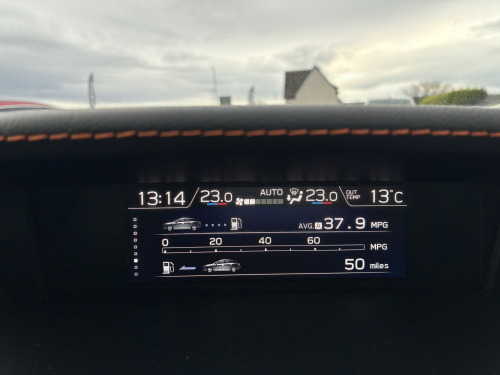 13:14 23.0 AUTO 23.0 OUT TEMP 13°C
AVG. A 37.9 MPG
0 20 40 60 MPG
50 miles